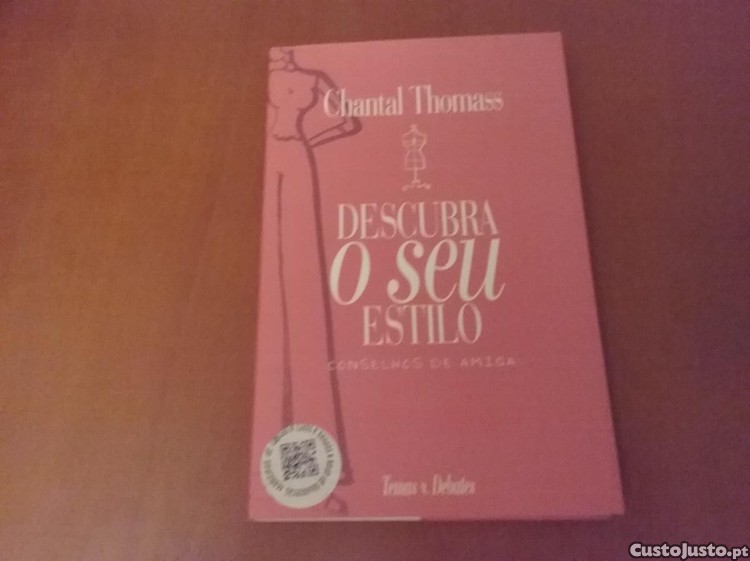 Chantal Thomass
DESCUBRA
o seu
ESTILO
CONSELHOS DE AMIGA
Temas e Debates
CustoJusto.pt